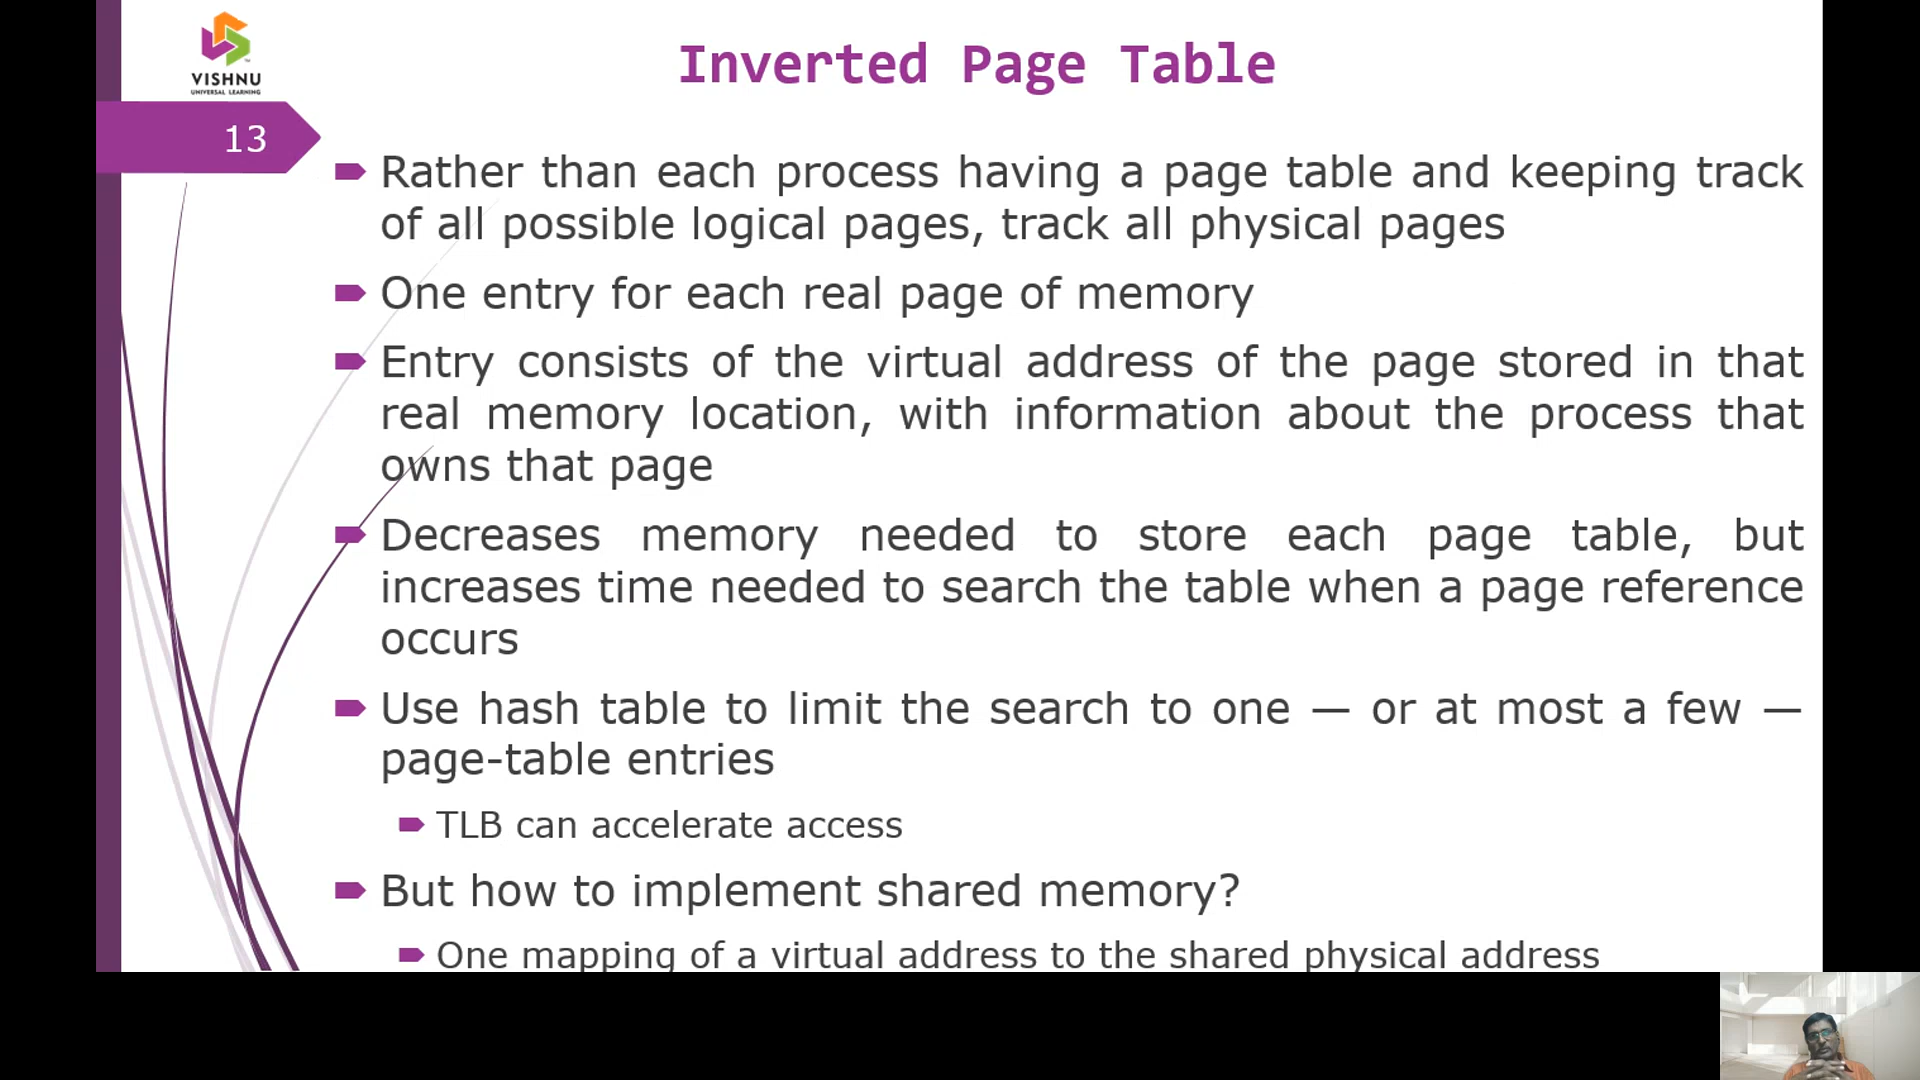 VISHNU
UNIVERSAL LEARNING
Inverted Page Table
13
Rather than each process having a page table and keeping track
of all possible logical pages, track all physical pages
One entry for each real page of memory
Entry consists of the virtual address of the page stored in that
real memory location, with information about the process that
owns that page
Decreases memory needed to store each page table, but
increases time needed to search the table when a page reference
occurs
Use hash table to limit the search to one — or at most a few —
page-table entries
TLB can accelerate access
But how to implement shared memory?
One mapping of a virtual address to the shared physical address